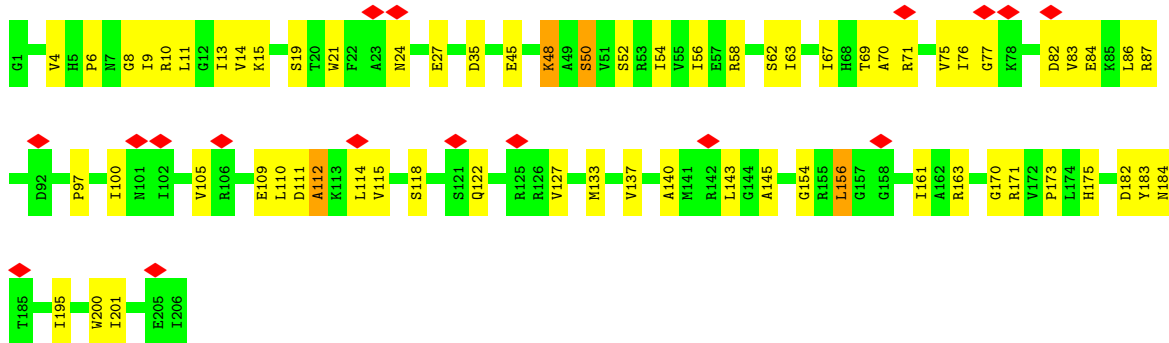 G1 V4 H5 P6 N7 G8 I9 R10 L11 G12 I13 V14 K15 S19 T20 W21 F22 A23 N24 E27 D35 E45 K48 A49 S50 V51 S52 R53 I54 V55 I56 E57 R58 S62 I63 I67 H68 T69 A70 R71 V75 I76 G77 K78 D82 V83 E84 K85 L86 R87
D92 P97 I100 N101 I102 V105 R106 E109 L110 D111 A112 K113 L114 V115 S118 S121 Q122 R125 R126 V127 M133 V137 A140 M141 R142 L143 G144 A145 G154 R155 L156 G157 G158 I161 A162 R163 G170 R171 V172 P173 L174 H175 D182 Y183 N184
T185 I195 W200 I201 E205 I206